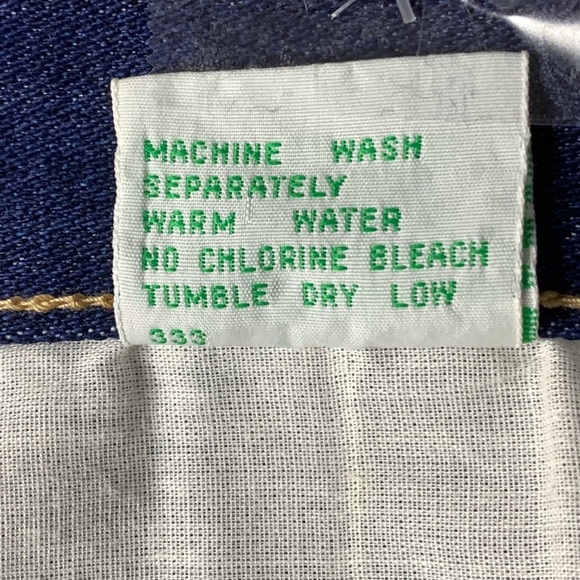 MACHINE WASH
SEPARATELY
WARM WATER
NO CHLORINE BLEACH
TUMBLE DRY LOW
333